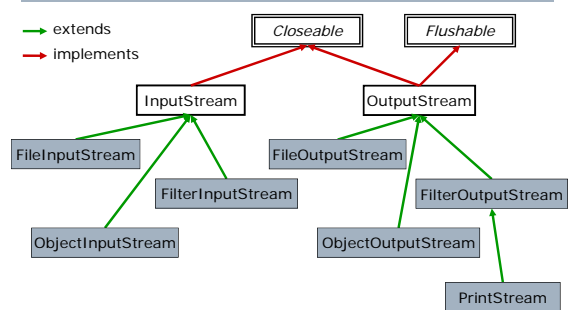 extends
implements
Closeable
Flushable
InputStream
OutputStream
FileInputStream
FileOutputStream
FilterInputStream
FilterOutputStream
ObjectInputStream
ObjectOutputStream
PrintStream